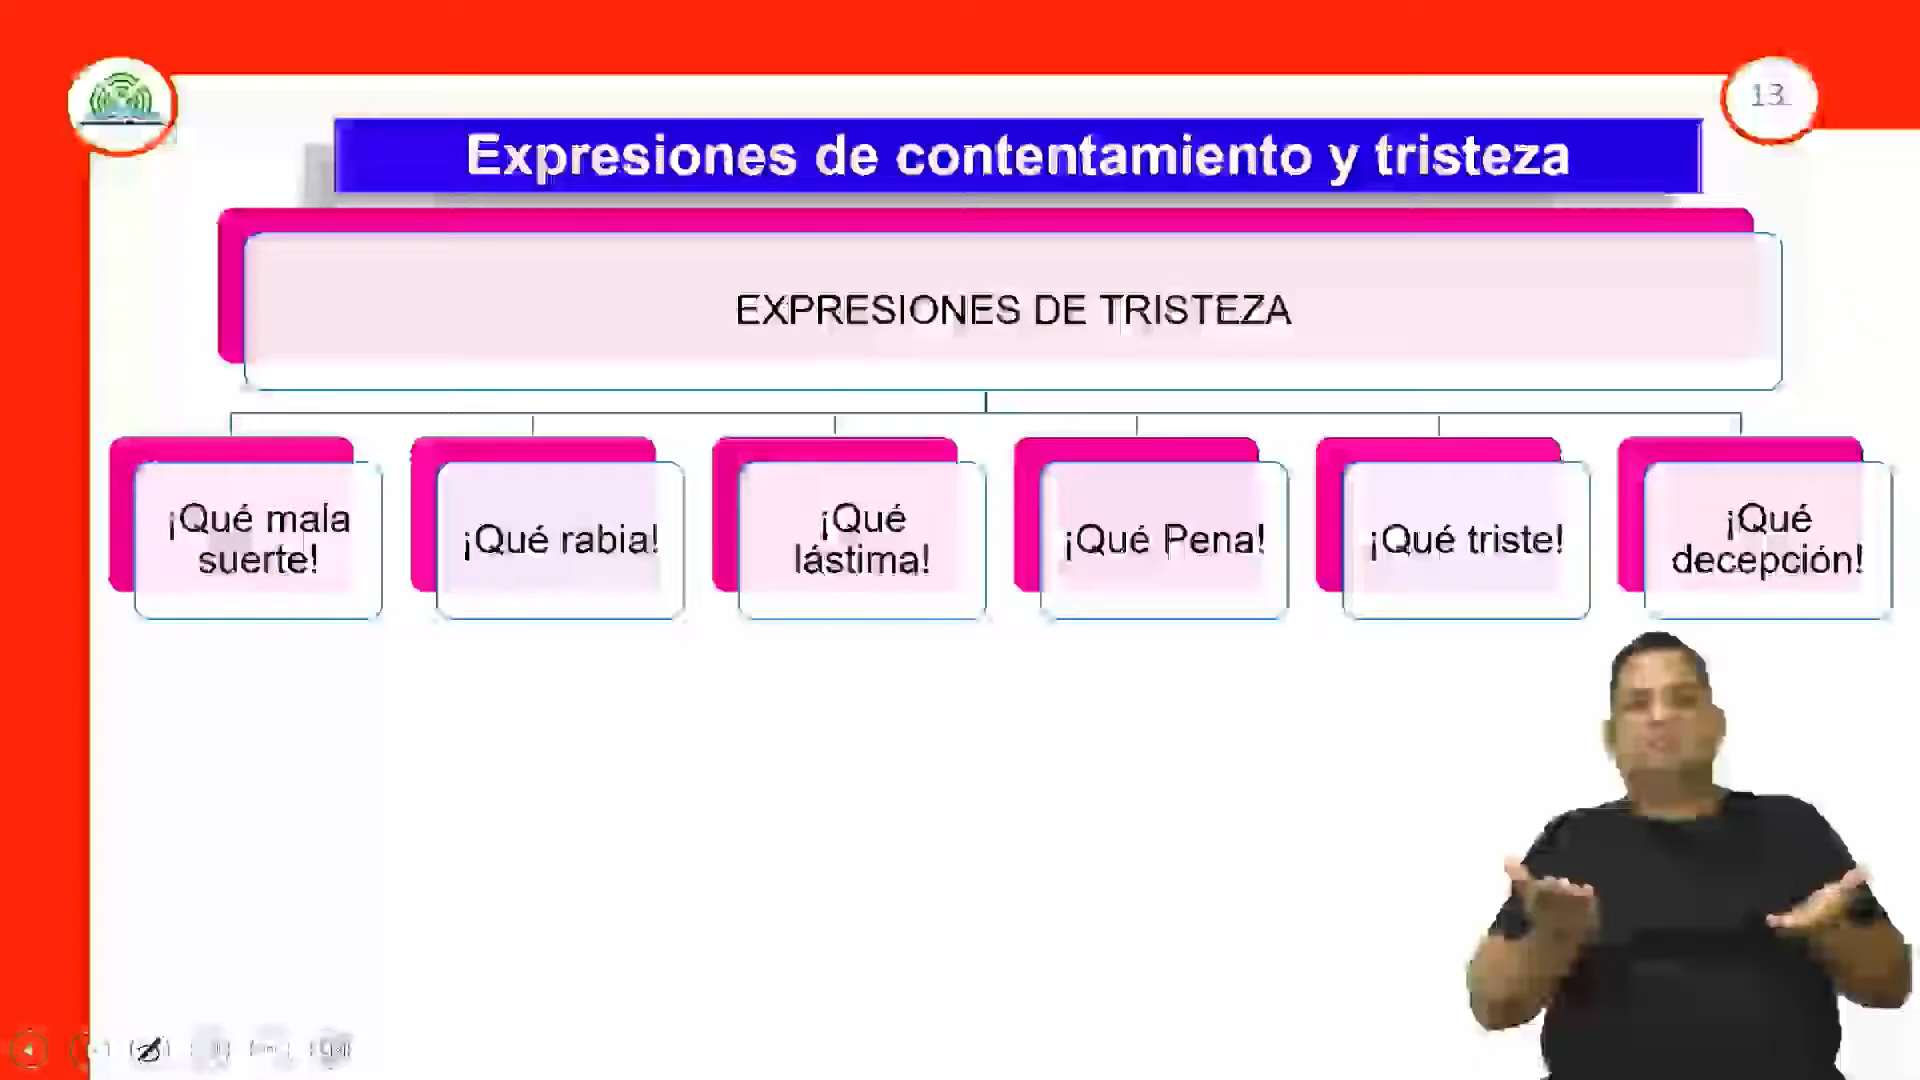 13
Expresiones de contentamiento y tristeza
EXPRESIONES DE TRISTEZA
¡Qué mala
suerte!
¡Qué rabia!
¡Qué
lástima!
¡Qué Pena!
¡Qué triste!
¡Qué
decepción!